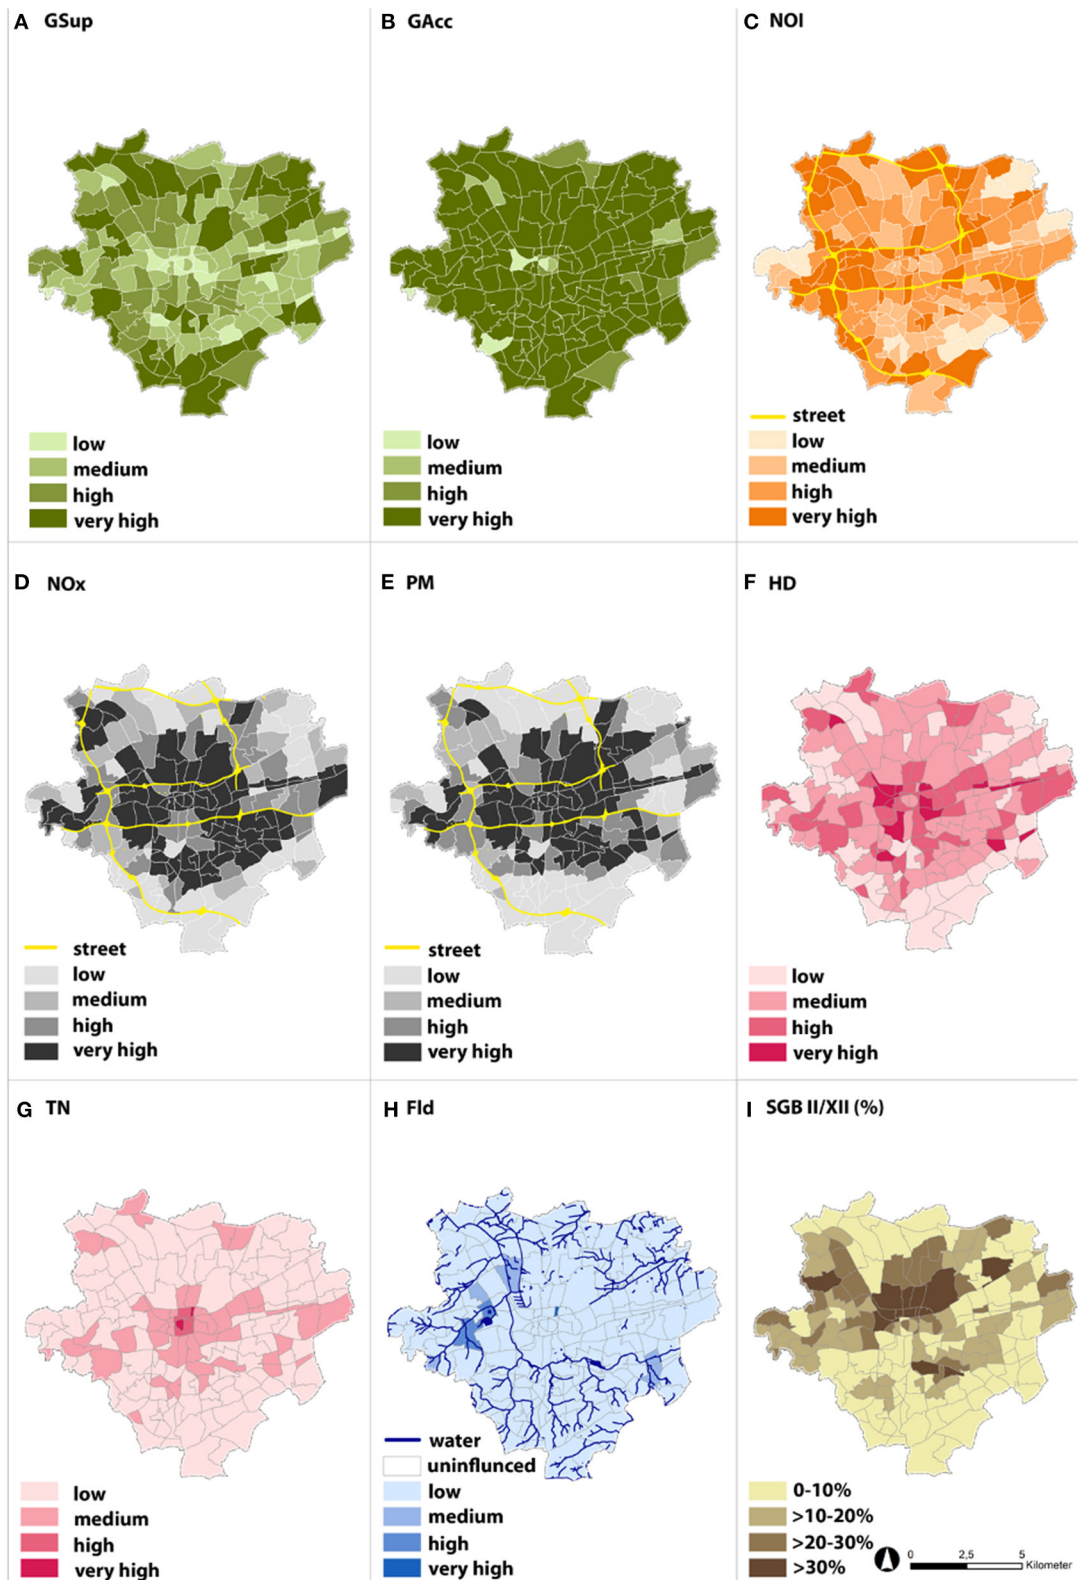 A GSup
B GAcc
C NOI
low
medium
high
very high
low
medium
high
very high
street
low
medium
high
very high
D NOx
E PM
F HD
street
low
medium
high
very high
street
low
medium
high
very high
low
medium
high
very high
G TN
H Fld
I SGB II/XII (%)
low
medium
high
very high
water
uninflunced
low
medium
high
very high
0-10%
>10-20%
>20-30%
>30%
0 2,5 5
Kilometer